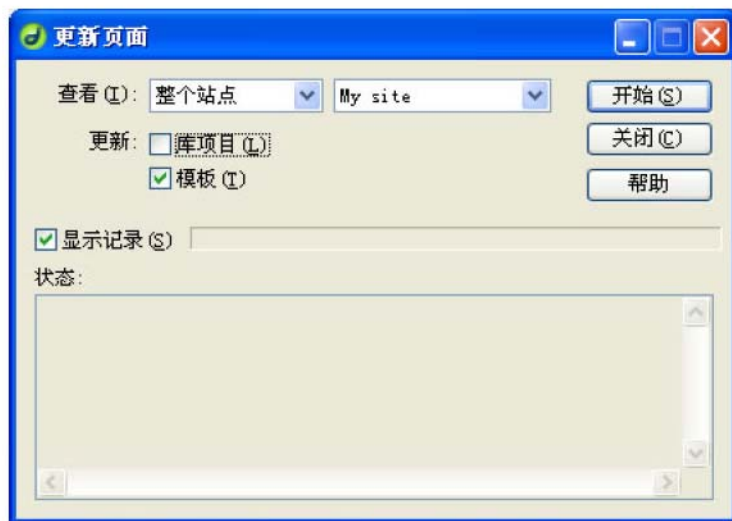 更新页面
查看(I): 整个站点 My site 开始(S)
更新: 库项目(L) 关闭(C)
模板(T) 帮助
显示记录(S)
状态: